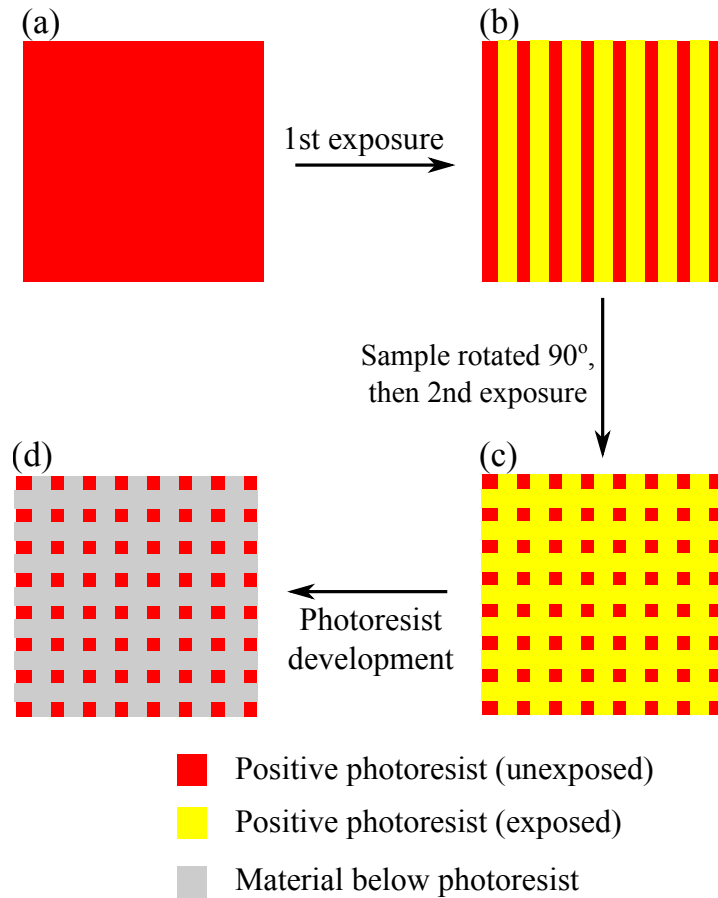 (a)
(b)
1st exposure
Sample rotated 90º,
then 2nd exposure
(d)
(c)
Photoresist
development
Positive photoresist (unexposed)
Positive photoresist (exposed)
Material below photoresist